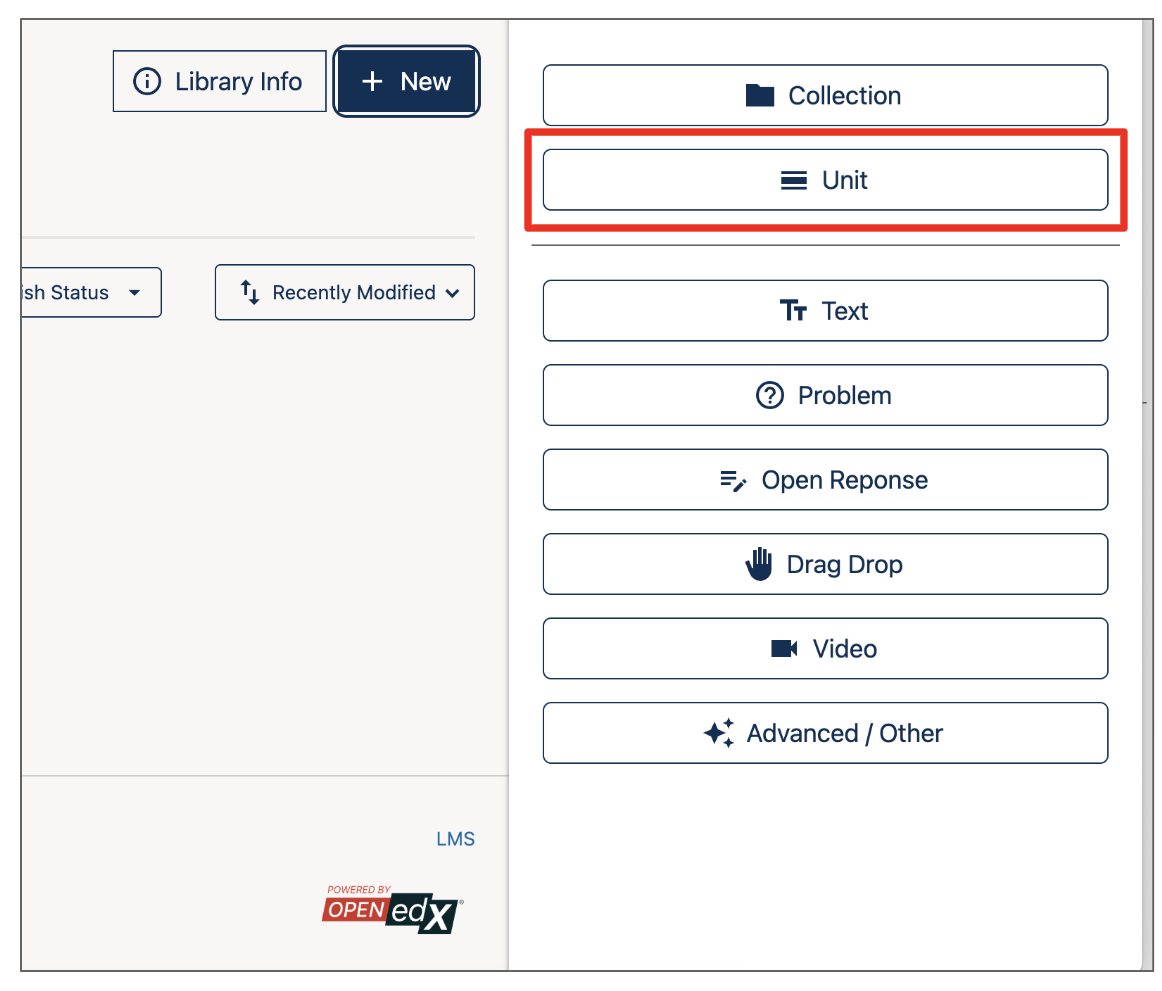 Library Info
+ New
ish Status
Recently Modified
Collection
Unit
Text
Problem
Open Reponse
Drag Drop
Video
Advanced / Other
LMS
POWERED BY
OPEN edX